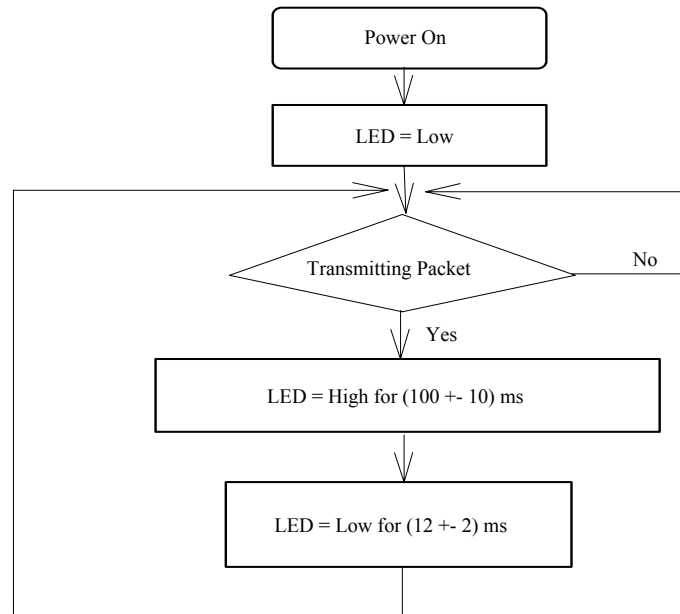 Power On
LED = Low
Transmitting Packet
No
Yes
LED = High for (100 +- 10) ms
LED = Low for (12 +- 2) ms